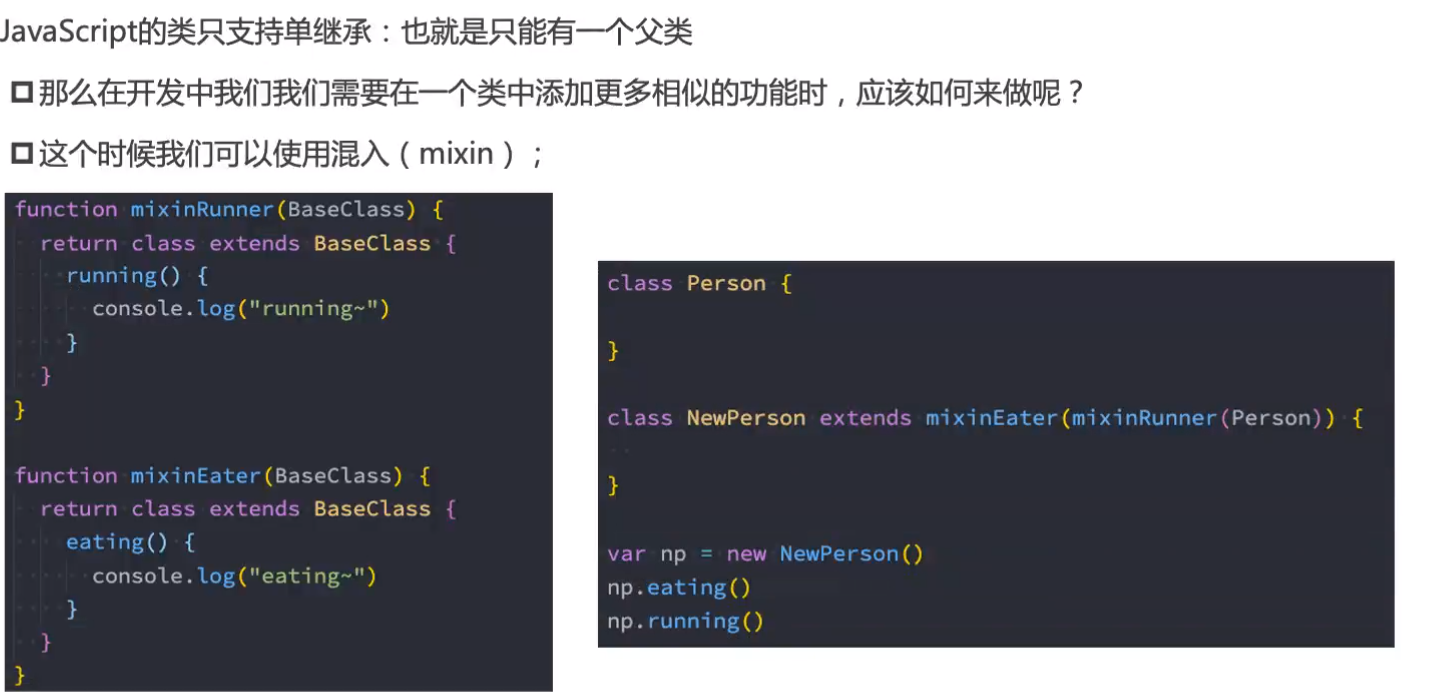 JavaScript的类只支持单继承：也就是只能有一个父类
那么在开发中我们我们需要在一个类中添加更多相似的功能时，应该如何来做呢？
这个时候我们可以使用混入（mixin）；
function mixinRunner(BaseClass) {
  return class extends BaseClass {
    running() {
      console.log("running~")
    }
  }
}

function mixinEater(BaseClass) {
  return class extends BaseClass {
    eating() {
      console.log("eating~")
    }
  }
}
class Person {

}

class NewPerson extends mixinEater(mixinRunner(Person)) {

}

var np = new NewPerson()
np.eating()
np.running()